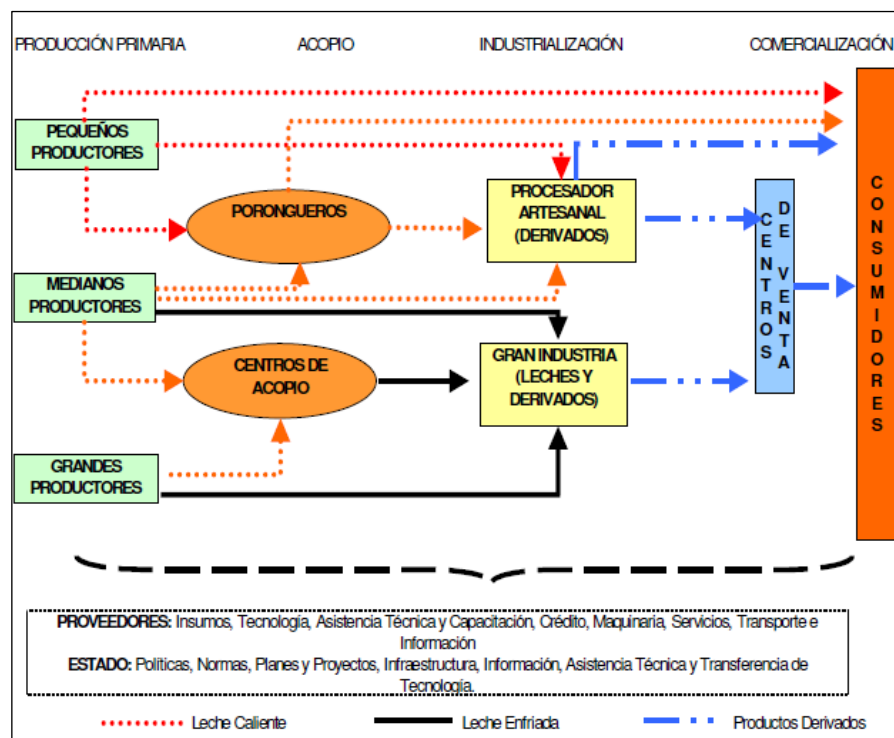 PRODUCCIÓN PRIMARIA
ACOPIO
INDUSTRIALIZACIÓN
COMERCIALIZACIÓN
PEQUEÑOS
PRODUCTORES
PORONGUEROS
PROCESADOR
ARTESANAL
(DERIVADOS)
MEDIANOS
PRODUCTORES
CENTROS DE
ACOPIO
GRAN INDUSTRIA
(LECHES Y
DERIVADOS)
GRANDES
PRODUCTORES
CENTROS
DE VENTA
CONSUMIDORES
PROVEEDORES: Insumos, Tecnología, Asistencia Técnica y Capacitación, Crédito, Maquinaria, Servicios, Transporte e
Información
ESTADO: Políticas, Normas, Planes y Proyectos, Infraestructura, Información, Asistencia Técnica y Transferencia de
Tecnología.
Leche Caliente
Leche Enfriada
Productos Derivados